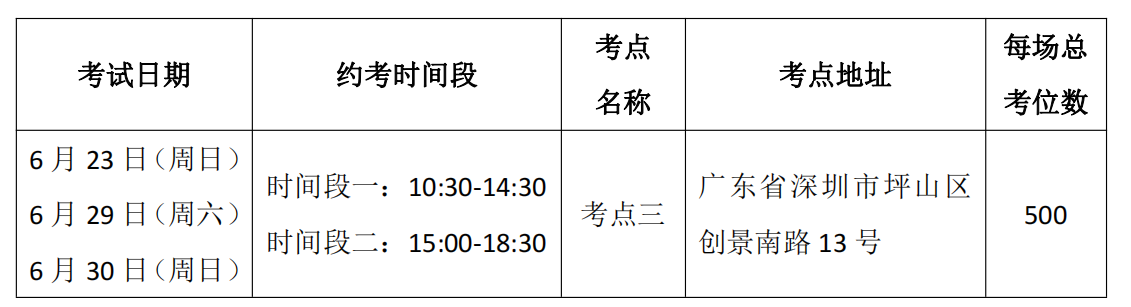 考试日期
约考时间段
考点
名称
考点地址
每场总
考位数
6 月 23 日（周日）
6 月 29 日（周六）
6 月 30 日（周日）
时间段一：10:30-14:30
时间段二：15:00-18:30
考点三
广东省深圳市坪山区
创景南路 13 号
500